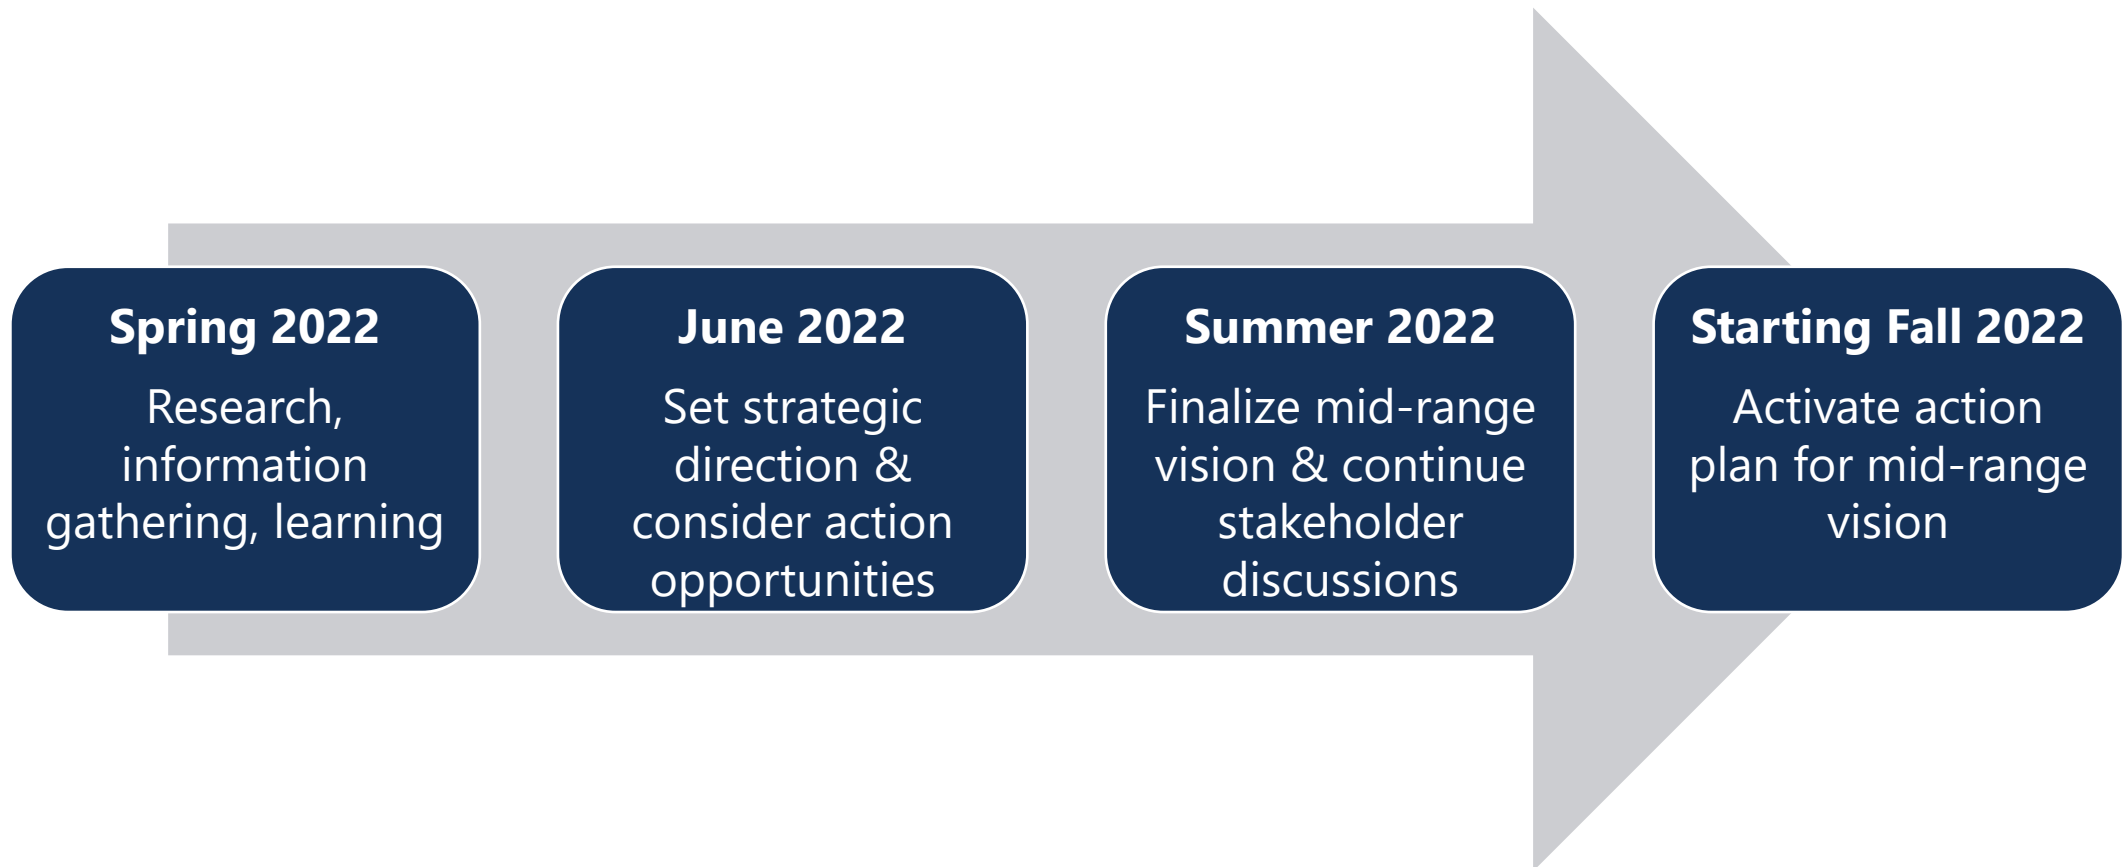 Spring 2022
Research,
information
gathering, learning
June 2022
Set strategic
direction &
consider action
opportunities
Summer 2022
Finalize mid-range
vision & continue
stakeholder
discussions
Starting Fall 2022
Activate action
plan for mid-range
vision